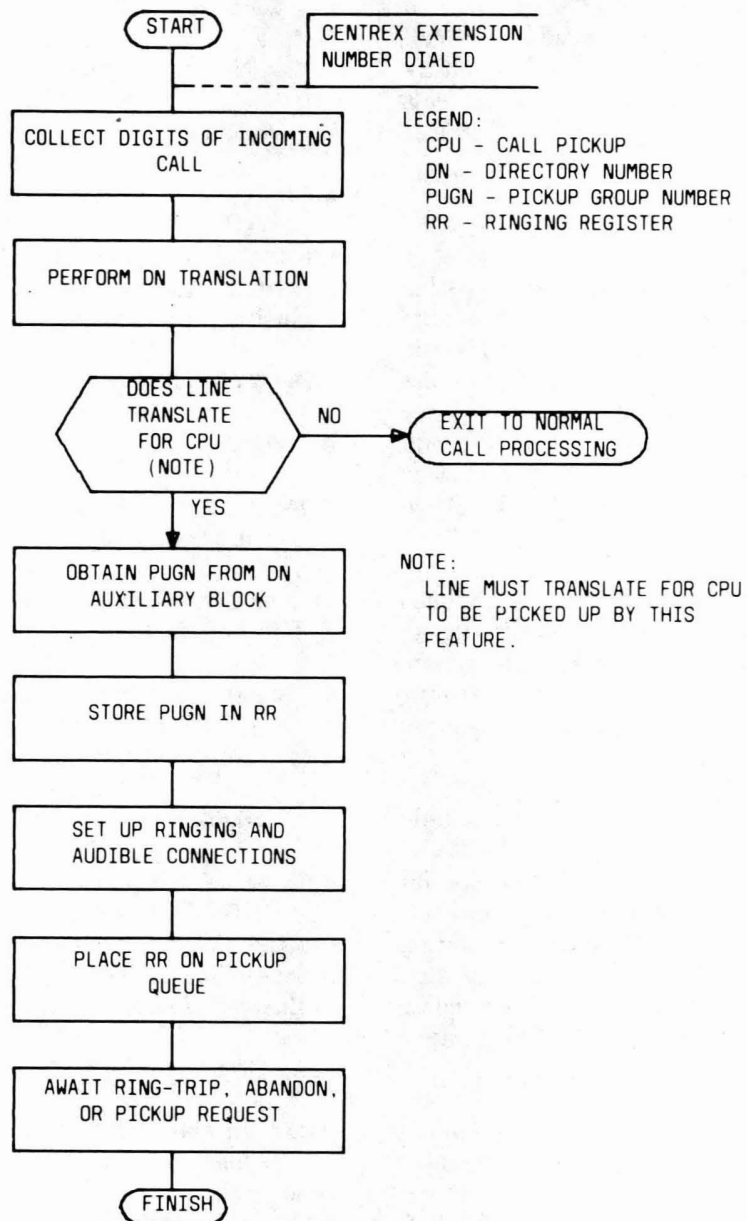 START
CENTREX EXTENSION
NUMBER DIALED
COLLECT DIGITS OF INCOMING
CALL
LEGEND:
CPU - CALL PICKUP
DN - DIRECTORY NUMBER
PUGN - PICKUP GROUP NUMBER
RR - RINGING REGISTER
PERFORM DN TRANSLATION
DOES LINE
TRANSLATE
FOR CPU
(NOTE)
NO
EXIT TO NORMAL
CALL PROCESSING
YES
OBTAIN PUGN FROM DN
AUXILIARY BLOCK
NOTE:
LINE MUST TRANSLATE FOR CPU
TO BE PICKED UP BY THIS
FEATURE.
STORE PUGN IN RR
SET UP RINGING AND
AUDIBLE CONNECTIONS
PLACE RR ON PICKUP
QUEUE
AWAIT RING-TRIP, ABANDON,
OR PICKUP REQUEST
FINISH